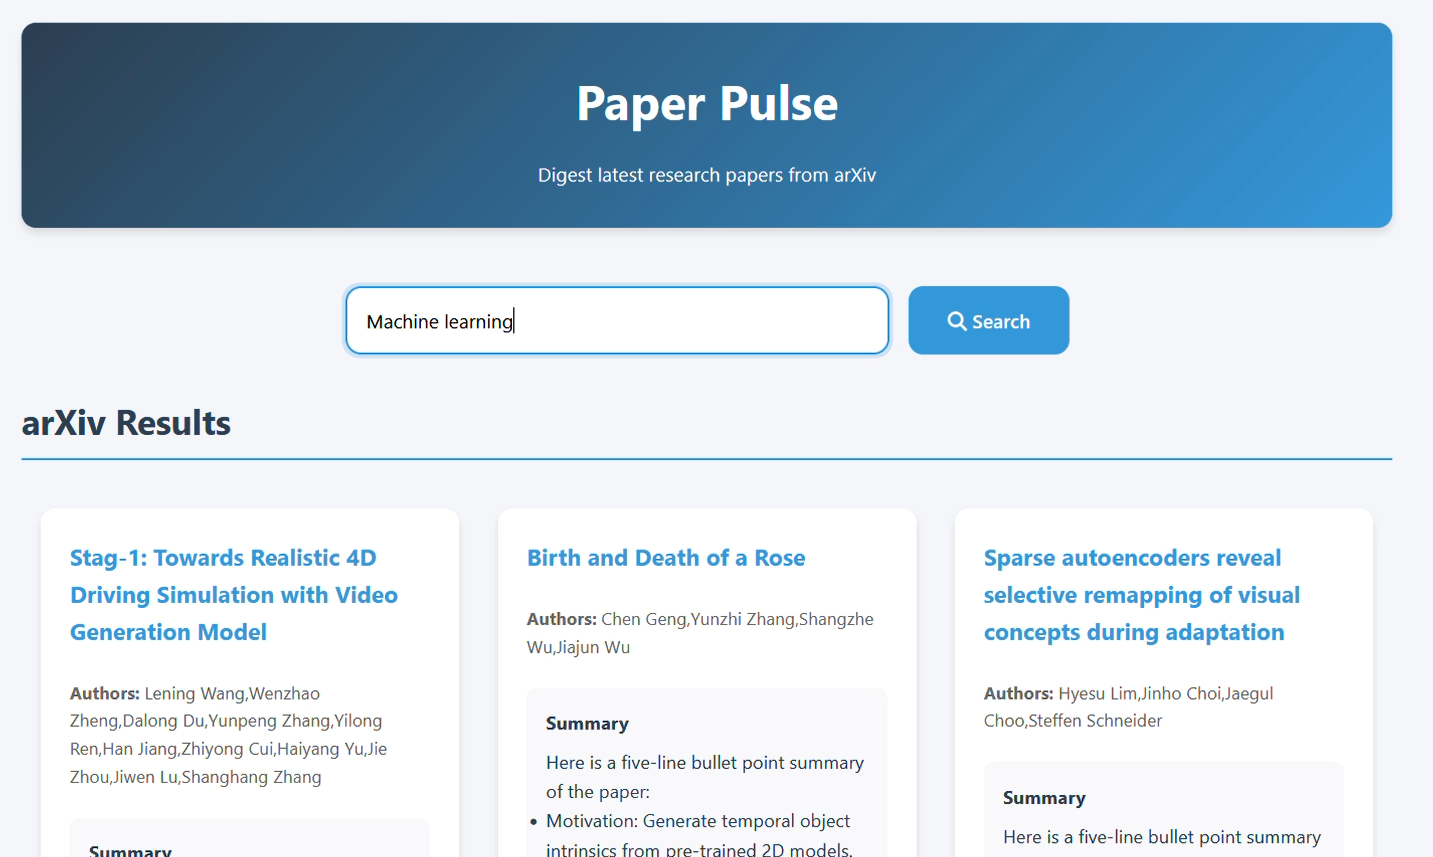 Paper Pulse
Digest latest research papers from arXiv
Machine learning
Search
arXiv Results
Stag-1: Towards Realistic 4D
Driving Simulation with Video
Generation Model
Authors: Lening Wang,Wenzhao
Zheng,Dalong Du,Yunpeng Zhang,Yilong
Ren,Han Jiang,Zhiyong Cui,Haiyang Yu,Jie
Zhou,Jiwen Lu,Shanghang Zhang
Summary
Birth and Death of a Rose
Authors: Chen Geng,Yunzhi Zhang,Shangzhe
Wu,Jiajun Wu
Summary
Here is a five-line bullet point summary
of the paper:
• Motivation: Generate temporal object
intrinsics from pre-trained 2D models.
Sparse autoencoders reveal
selective remapping of visual
concepts during adaptation
Authors: Hyesu Lim,Jinho Choi,Jaegul
Choo,Steffen Schneider
Summary
Here is a five-line bullet point summary